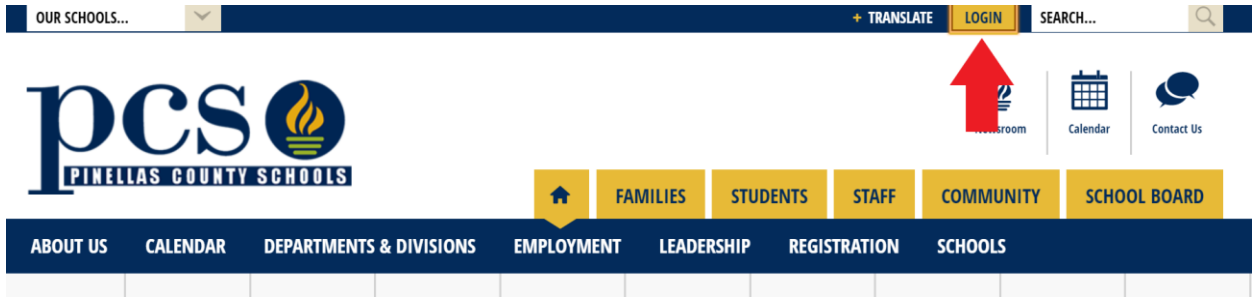 OUR SCHOOLS...
+ TRANSLATE
LOGIN
SEARCH...
pcs
PINELLAS COUNTY SCHOOLS
Calendar
Contact Us
FAMILIES
STUDENTS
STAFF
COMMUNITY
SCHOOL BOARD
ABOUT US
CALENDAR
DEPARTMENTS & DIVISIONS
EMPLOYMENT
LEADERSHIP
REGISTRATION
SCHOOLS